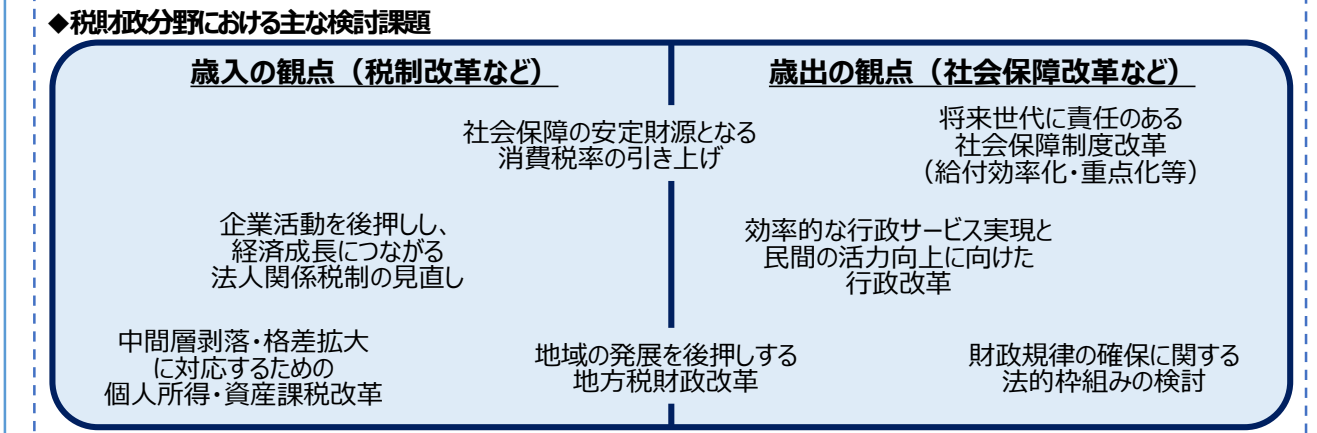 ◆税財政分野における主な検討課題
歳入の観点（税制改革など）
歳出の観点（社会保障改革など）
社会保障の安定財源となる
消費税率の引き上げ
将来世代に責任のある
社会保障制度改革
（給付効率化・重点化等）
企業活動を後押しし、
経済成長につながる
法人関係税制の見直し
効率的な行政サービス実現と
民間の活力向上に向けた
行政改革
中間層剥落・格差拡大
に対応するための
個人所得・資産課税改革
地域の発展を後押しする
地方税財政改革
財政規律の確保に関する
法的枠組みの検討